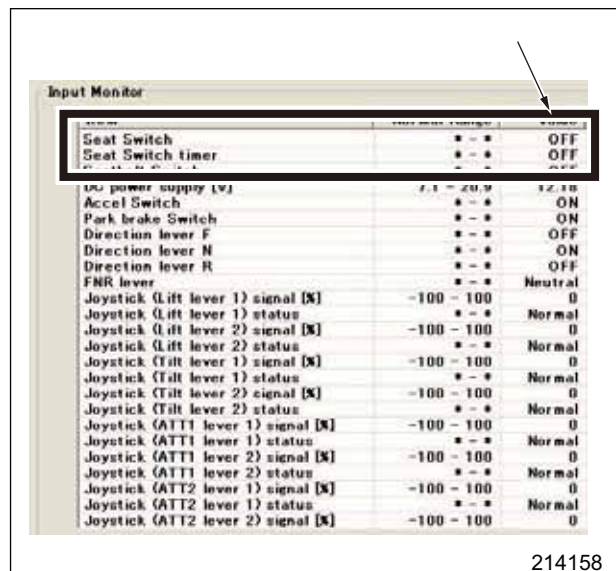 Input Monitor
Value
Seat Switch * - * OFF
Seat Switch timer * - * OFF
DC power supply [V] 7.1 - 20.9 12.18
Accel Switch * - * ON
Park brake Switch * - * ON
Direction lever F * - * OFF
Direction lever N * - * ON
Direction lever R * - * OFF
FNR lever * - * Neutral
Joystick (Lift lever 1) signal [%] -100 - 100 0
Joystick (Lift lever 1) status * - * Normal
Joystick (Lift lever 2) signal [%] -100 - 100 0
Joystick (Lift lever 2) status * - * Normal
Joystick (Tilt lever 1) signal [%] -100 - 100 0
Joystick (Tilt lever 1) status * - * Normal
Joystick (Tilt lever 2) signal [%] -100 - 100 0
Joystick (Tilt lever 2) status * - * Normal
Joystick (ATT1 lever 1) signal [%] -100 - 100 0
Joystick (ATT1 lever 1) status * - * Normal
Joystick (ATT1 lever 2) signal [%] -100 - 100 0
Joystick (ATT1 lever 2) status * - * Normal
Joystick (ATT2 lever 1) signal [%] -100 - 100 0
Joystick (ATT2 lever 1) status * - * Normal
Joystick (ATT2 lever 2) signal [%] -100 - 100 0
214158